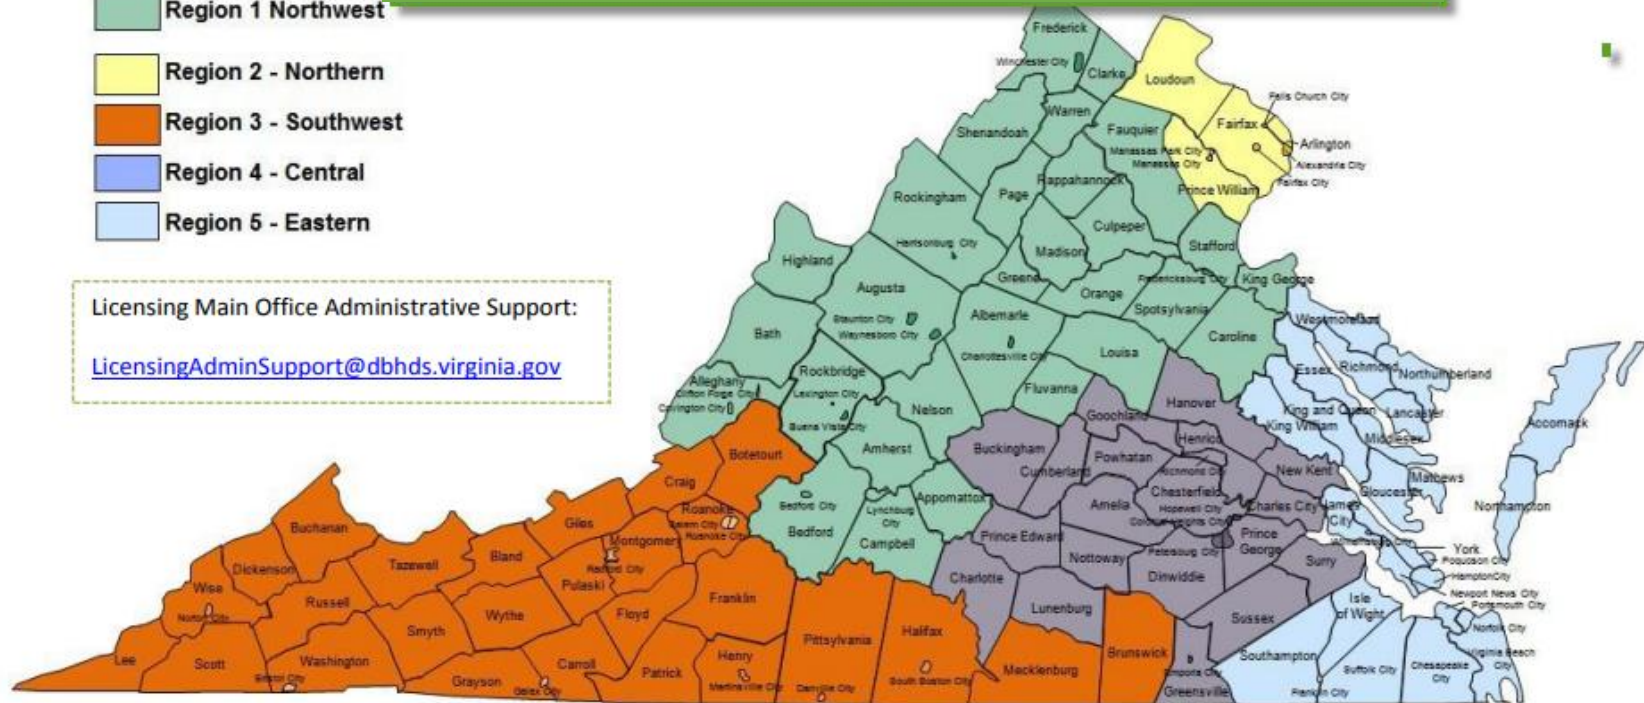 Region 1 Northwest
Region 2 - Northern
Region 3 - Southwest
Region 4 - Central
Region 5 - Eastern
Licensing Main Office Administrative Support:
LicensingAdminSupport@dbhds.virginia.gov
Frederick
Winchester City
Clarke
Loudoun
Falls Church City
Warren
Fairfax
Shenandoah
Fauquier
Arlington
Manassas Park City
Manassas City
Alexandria City
Fairfax City
Rappahannock
Prince William
Page
Rockingham
Culpeper
Harrisonburg City
Madison
Stafford
Highland
Greene
Fredericksburg City
King George
Augusta
Orange
Spotsylvania
Albemarle
Staunton City
Waynesboro City
Westmoreland
Bath
Caroline
Charlottesville City
Louisa
Rockbridge
Essex
Richmond
Northumberland
Alleghany
Clifton Forge City
Lexington City
Fluvanna
Covington City
Nelson
Hanover
Goochland
King and Queen
Lancaster
King William
Buena Vista City
Accomack
Middlesex
Henrico
Amherst
Buckingham
Botetourt
Powhatan
Cumberland
Richmond City
New Kent
Mathews
Craig
Chesterfield
Gloucester
Appomattox
Bedford City
Amelia
Hopewell City
Charles City
James
City
Northampton
Roanoke
Lynchburg
City
Salem City
Colonial Heights City
Giles
Buchanan
Bedford
Roanoke City
Prince Edward
Prince
George
Montgomery
Campbell
Williamsburg City
York
Petersburg City
Nottoway
Bland
Tazewell
Surry
Poquoson City
Dickenson
Radford City
Hampton City
Charlotte
Dinwiddie
Pulaski
Wise
Newport News City
Franklin
Isle
of Wight
Russell
Portsmouth City
Lunenburg
Wythe
Floyd
Norton City
Sussex
Norfolk City
Smyth
Halifax
Pittsylvania
Virginia Beach
City
Brunswick
Southampton
Henry
Lee
Scott
Washington
Carroll
Patrick
Mecklenburg
Suffolk City
Chesapeake
City
Emporia City
Bristol City
Grayson
South Boston City
Martinsville City
Galax City
Danville City
Greensville
Franklin City